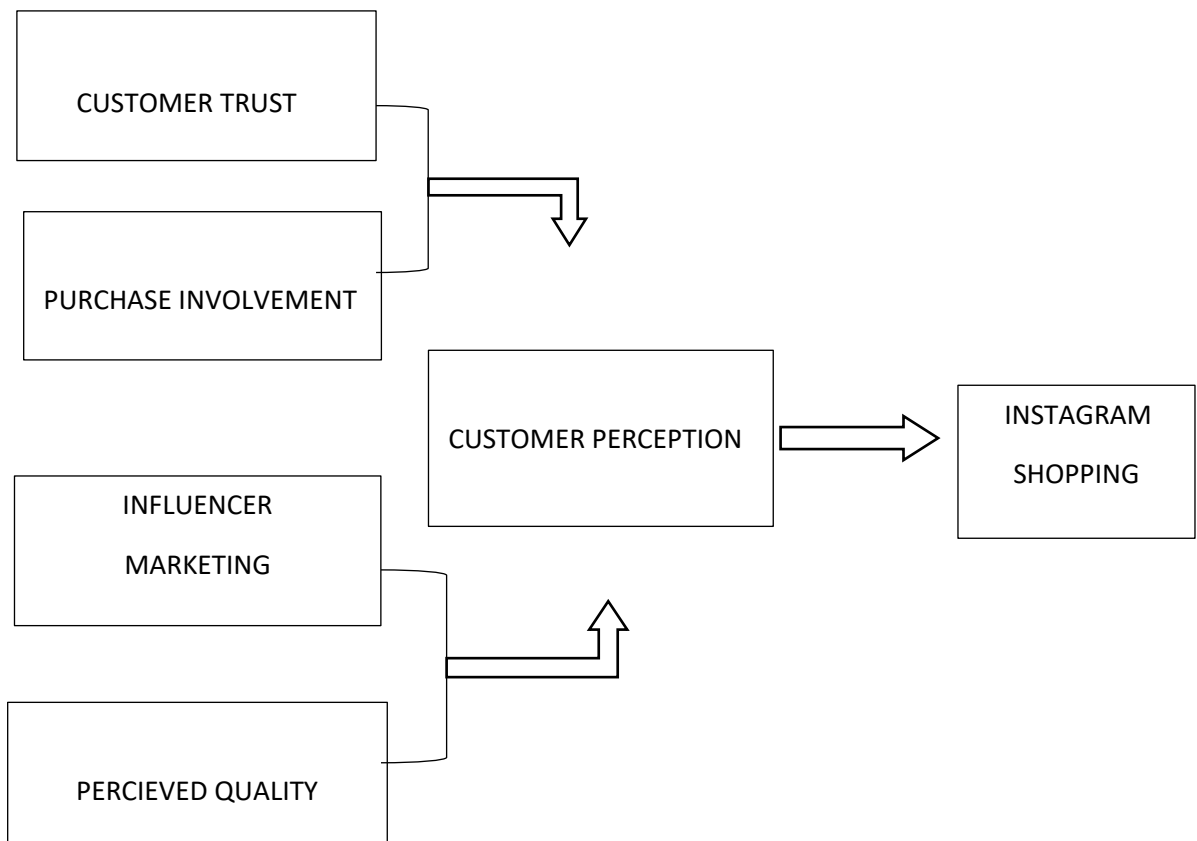 CUSTOMER TRUST
PURCHASE INVOLVEMENT
CUSTOMER PERCEPTION
INSTAGRAM
SHOPPING
INFLUENCER
MARKETING
PERCIEVED QUALITY